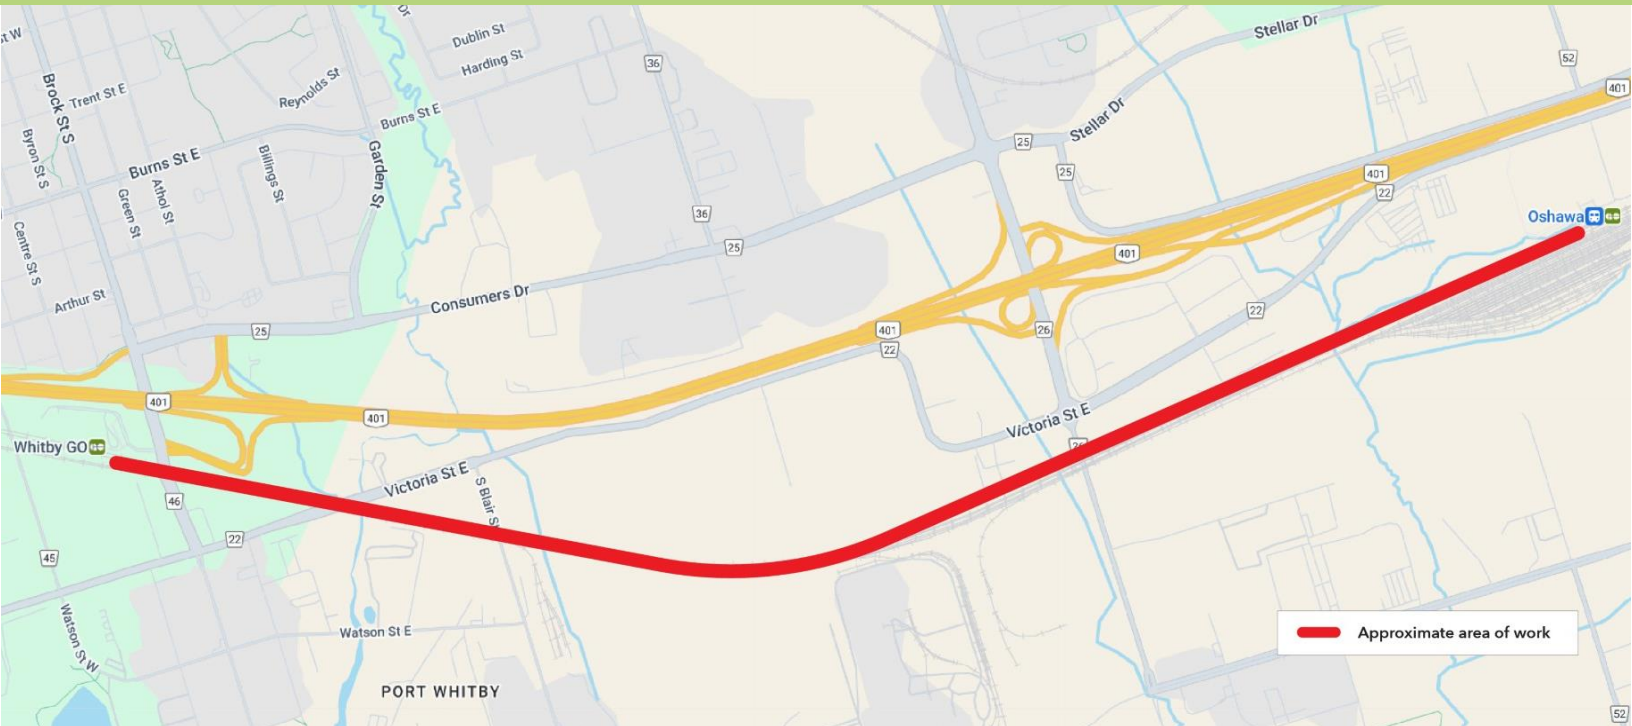 st W
Dr
Dublin St
Harding St
36
Stellar Dr
52
401
Brock St S
Trent St E
Reynolds St
Burns St E
Stellar Dr
25
Byron St S
Burns St E
Billings St
Garden St
25
401
22
Green St
Athol St
36
Oshawa
Centre St S
25
401
Arthur St
Consumers Dr
25
401
22
26
22
401
401
Victoria St E
Whitby GO
Victoria St E
46
S Blair St
22
45
Watson St W
Watson St E
Approximate area of work
PORT WHITBY
52